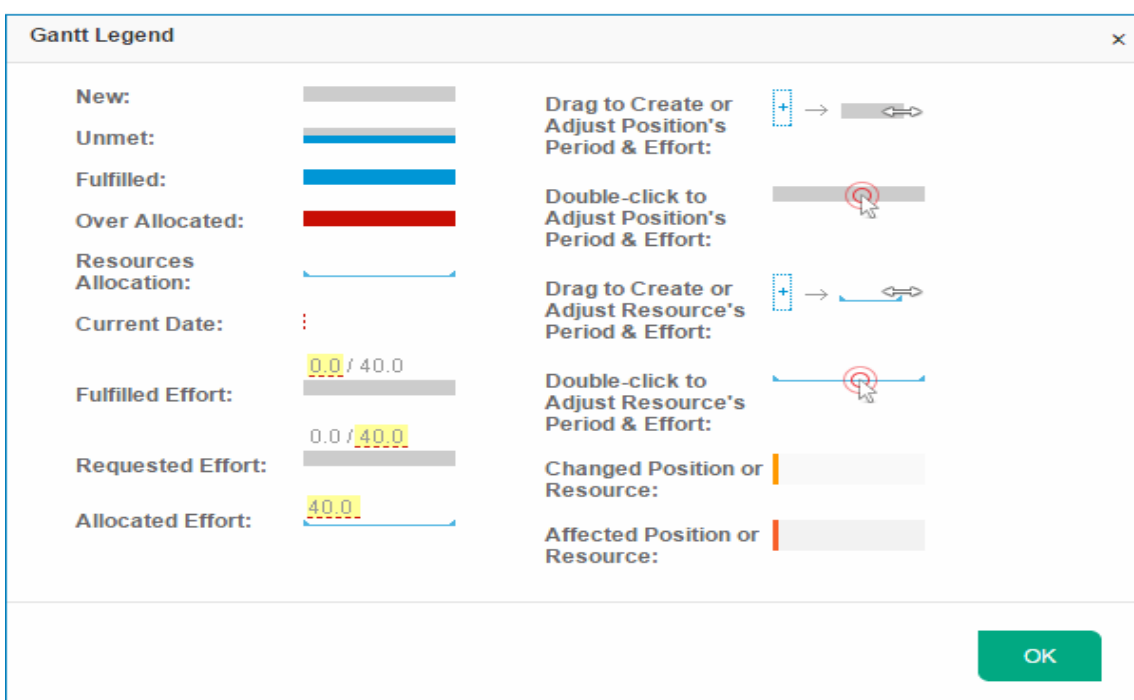 Gantt Legend
×
New:
Unmet:
Fulfilled:
Over Allocated:
Resources
Allocation:
Current Date:
0.0 / 40.0
Fulfilled Effort:
0.0 / 40.0
Requested Effort:
40.0
Allocated Effort:
Drag to Create or
Adjust Position's
Period & Effort:
+
Double-click to
Adjust Position's
Period & Effort:
Drag to Create or
Adjust Resource's
Period & Effort:
+
Double-click to
Adjust Resource's
Period & Effort:
Changed Position or
Resource:
Affected Position or
Resource:
OK